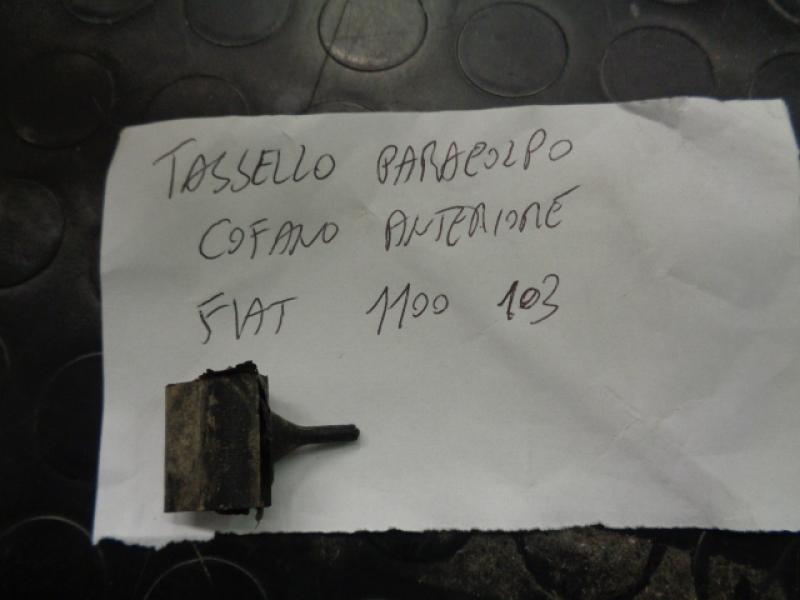 TASSELLO PARACOLPO
COFANO ANTERIORE
FIAT 1100 103